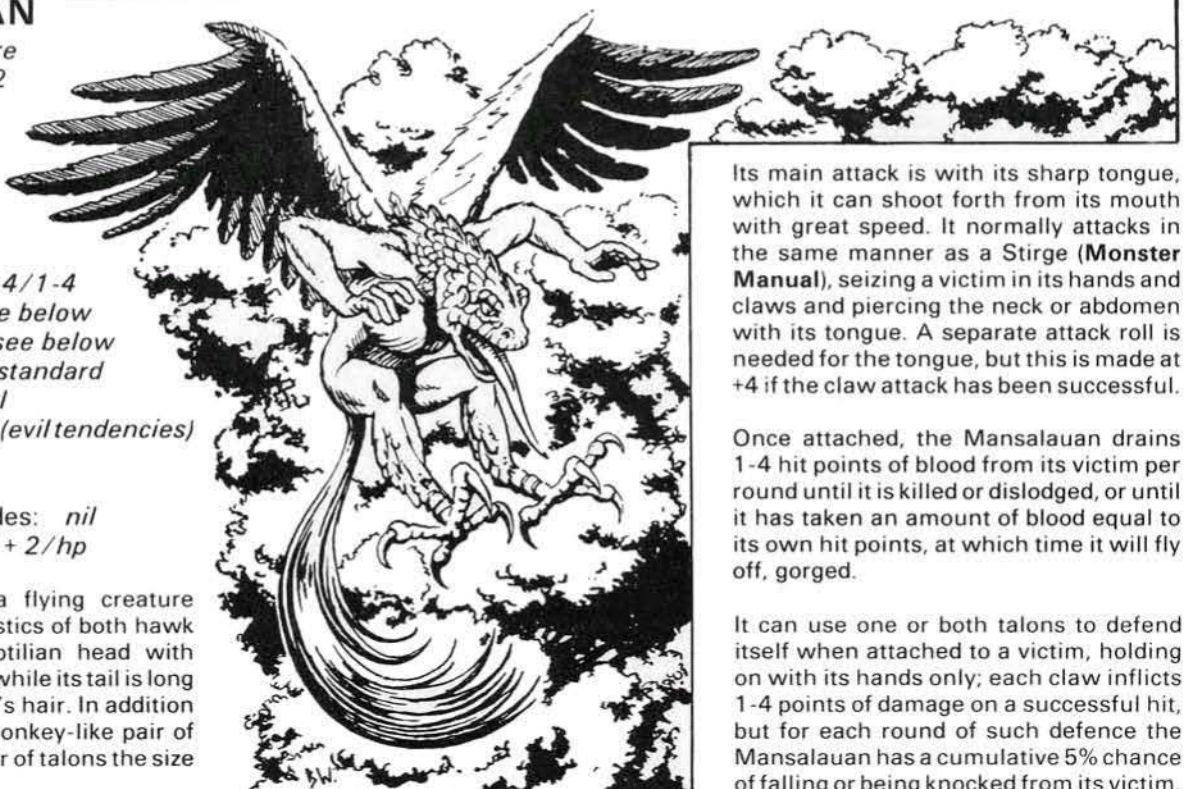 AN
2
4/1-4
e below
see below
standard
l
(evil tendencies)
les: nil
+ 2/hp
a flying creature
stics of both hawk
otilian head with
while its tail is long
's hair. In addition
onkey-like pair of
r of talons the size
B.W.
Its main attack is with its sharp tongue,
which it can shoot forth from its mouth
with great speed. It normally attacks in
the same manner as a Stirge (Monster
Manual), seizing a victim in its hands and
claws and piercing the neck or abdomen
with its tongue. A separate attack roll is
needed for the tongue, but this is made at
+4 if the claw attack has been successful.
Once attached, the Mansalauan drains
1-4 hit points of blood from its victim per
round until it is killed or dislodged, or until
it has taken an amount of blood equal to
its own hit points, at which time it will fly
off, gorged.
It can use one or both talons to defend
itself when attached to a victim, holding
on with its hands only; each claw inflicts
1-4 points of damage on a successful hit,
but for each round of such defence the
Mansalauan has a cumulative 5% chance
of falling or being knocked from its victim.